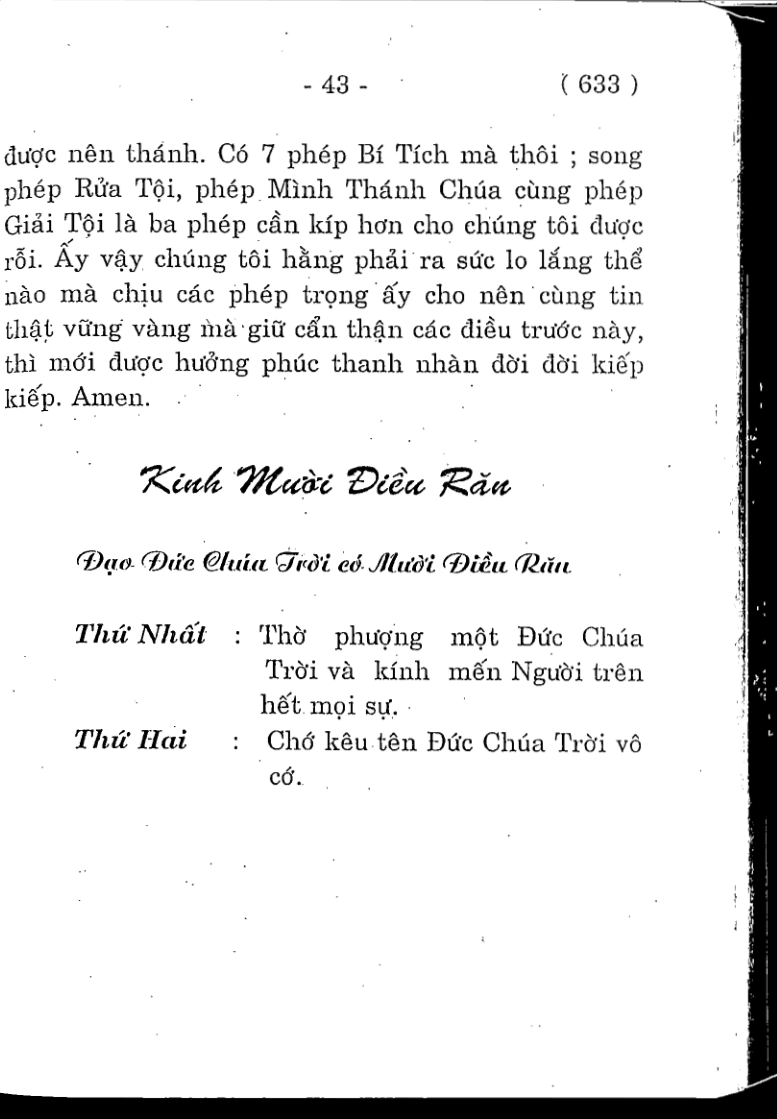 - 43 - ( 633 )
được nên thánh. Có 7 phép Bí Tích mà thôi ; song
phép Rửa Tội, phép Mình Thánh Chúa cùng phép
Giải Tội là ba phép cần kíp hơn cho chúng tôi được
rỗi. Ấy vậy chúng tôi hằng phải ra sức lo lắng thể
nào mà chịu các phép trọng ấy cho nên cùng tin
thật vững vàng mà giữ cẩn thận các điều trước này,
thì mới được hưởng phúc thanh nhàn đời đời kiếp
kiếp. Amen.
Kinh Mười Điều Răn
Đạo Đức Chúa Trời có Mười Điều Răn
Thứ Nhất : Thờ phượng một Đức Chúa
Trời và kính mến Người trên
hết mọi sự.
Thứ Hai : Chớ kêu tên Đức Chúa Trời vô
cớ.